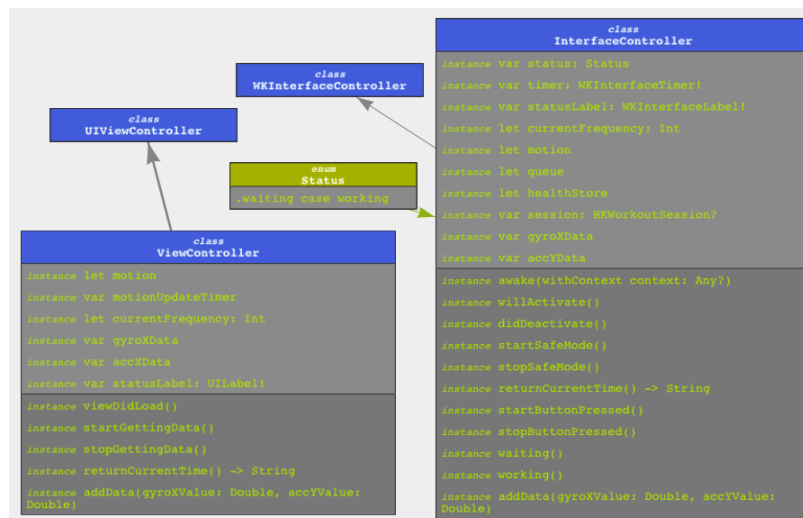 class
InterfaceController
instance var status: Status
instance var timer: WKInterfaceTimer!
instance var statusLabel: WKInterfaceLabel!
instance let currentFrequency: Int
instance let motion
instance let queue
instance let healthStore
instance var session: HKWorkoutSession?
instance var gyroXData
instance var accYData
instance awake(withContext context: Any?)
instance willActivate()
instance didDeactivate()
instance startSafeMode()
instance stopSafeMode()
instance returnCurrentTime() -> String
instance startButtonPressed()
instance stopButtonPressed()
instance waiting()
instance working()
instance addData(gyroXValue: Double, accYValue:
Double)
class
WKInterfaceController
class
UIViewController
enum
Status
.waiting case working
class
ViewController
instance let motion
instance var motionUpdateTimer
instance let currentFrequency: Int
instance var gyroXData
instance var accXData
instance var statusLabel: UILabel!
instance viewDidLoad()
instance startGettingData()
instance stopGettingData()
instance returnCurrentTime() -> String
instance addData(gyroXValue: Double, accYValue:
Double)